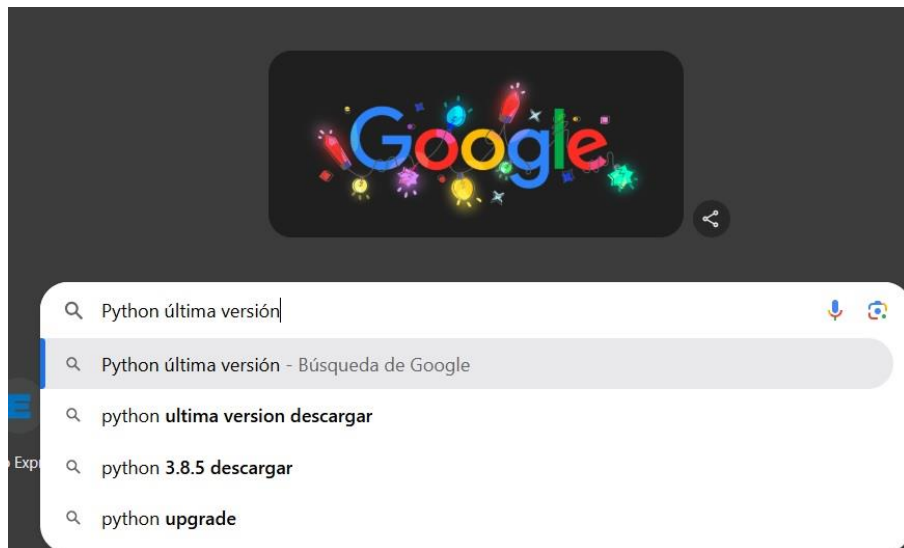 Google
Python última versión
Python última versión - Búsqueda de Google
python ultima version descargar
Expr
python 3.8.5 descargar
python upgrade